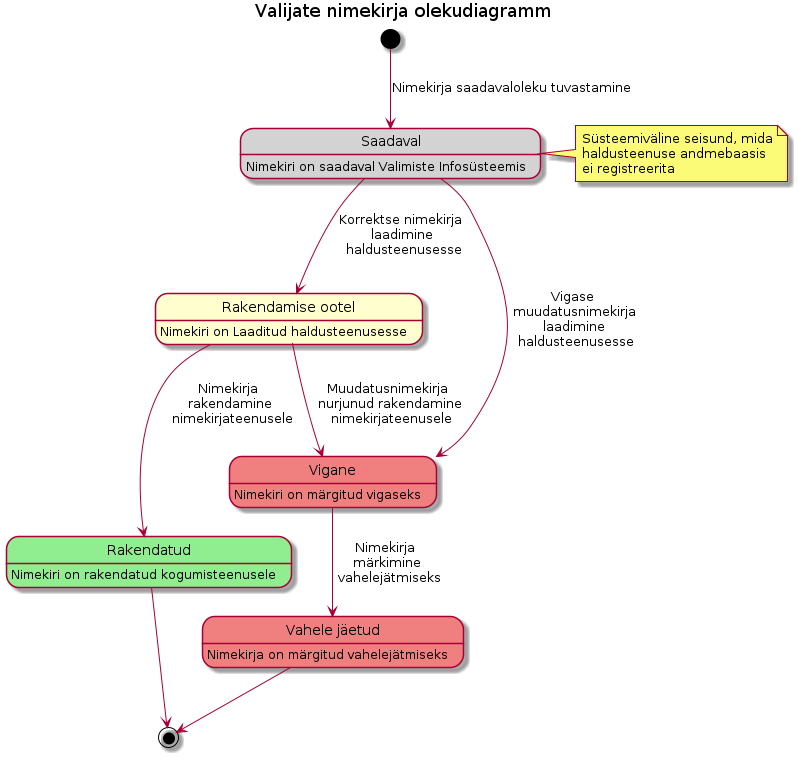 Valijate nimekirja olekudiagramm
Nimekirja saadavaloleku tuvastamine
Saadaval
Nimekiri on saadaval Valimiste Infosüsteemis
Süsteemiväline seisund, mida
haldusteenuse andmebaasis
ei registreerita
Korrektse nimekirja
laadimine
haldusteenusesse
Vigase
muudatusnimekirja
laadimine
haldusteenusesse
Rakendamise ootel
Nimekiri on Laaditud haldusteenusesse
Nimekirja
rakendamine
nimekirjateenusele
Muudatusnimekirja
nurjunud rakendamine
nimekirjateenusele
Vigane
Nimekiri on märgitud vigaseks
Rakendatud
Nimekiri on rakendatud kogumisteenusele
Nimekirja
märkimine
vahelejätmiseks
Vahele jäetud
Nimekirja on märgitud vahelejätmiseks